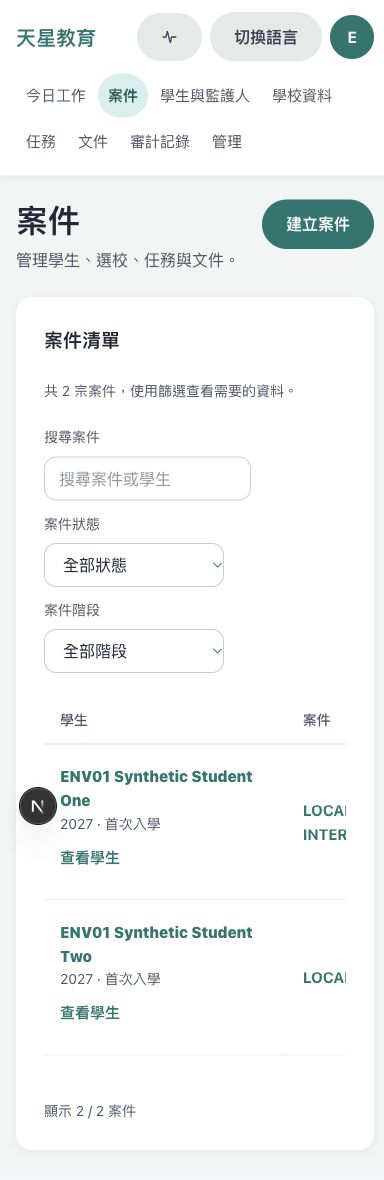 天星教育
切換語言
E
今日工作 案件 學生與監護人 學校資料
任務 文件 審計記錄 管理
案件
建立案件
管理學生、選校、任務與文件。
案件清單
共 2 宗案件，使用篩選查看需要的資料。
搜尋案件
搜尋案件或學生
案件狀態
全部狀態
案件階段
全部階段
學生 案件
ENV01 Synthetic Student
One
2027 · 首次入學
查看學生
LOCAL
INTER
N
ENV01 Synthetic Student
Two
2027 · 首次入學
查看學生
LOCAL
顯示 2 / 2 案件